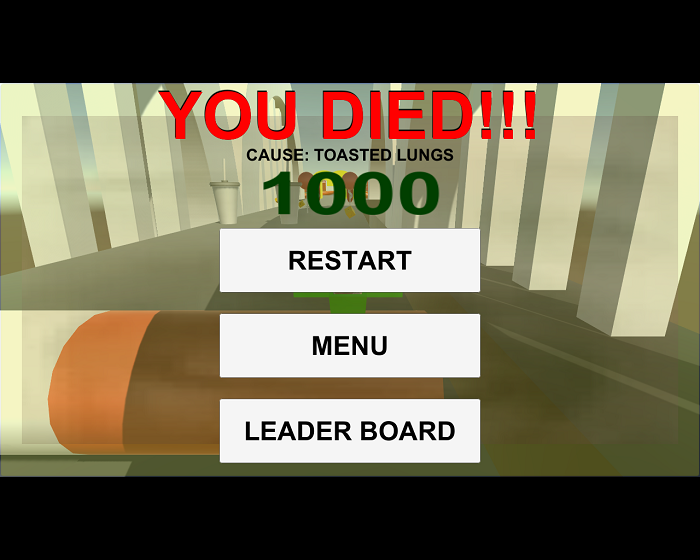 YOU DIED!!!
CAUSE: TOASTED LUNGS
1000
RESTART
MENU
LEADER BOARD